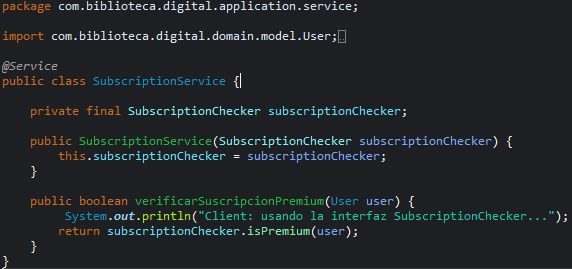 package com.biblioteca.digital.application.service;
import com.biblioteca.digital.domain.model.User;
@Service
public class SubscriptionService {
private final SubscriptionChecker subscriptionChecker;
public SubscriptionService(SubscriptionChecker subscriptionChecker) {
this.subscriptionChecker = subscriptionChecker;
}
public boolean verificarSuscripcionPremium(User user) {
System.out.println("Client: usando la interfaz SubscriptionChecker...");
return subscriptionChecker.isPremium(user);
}
}